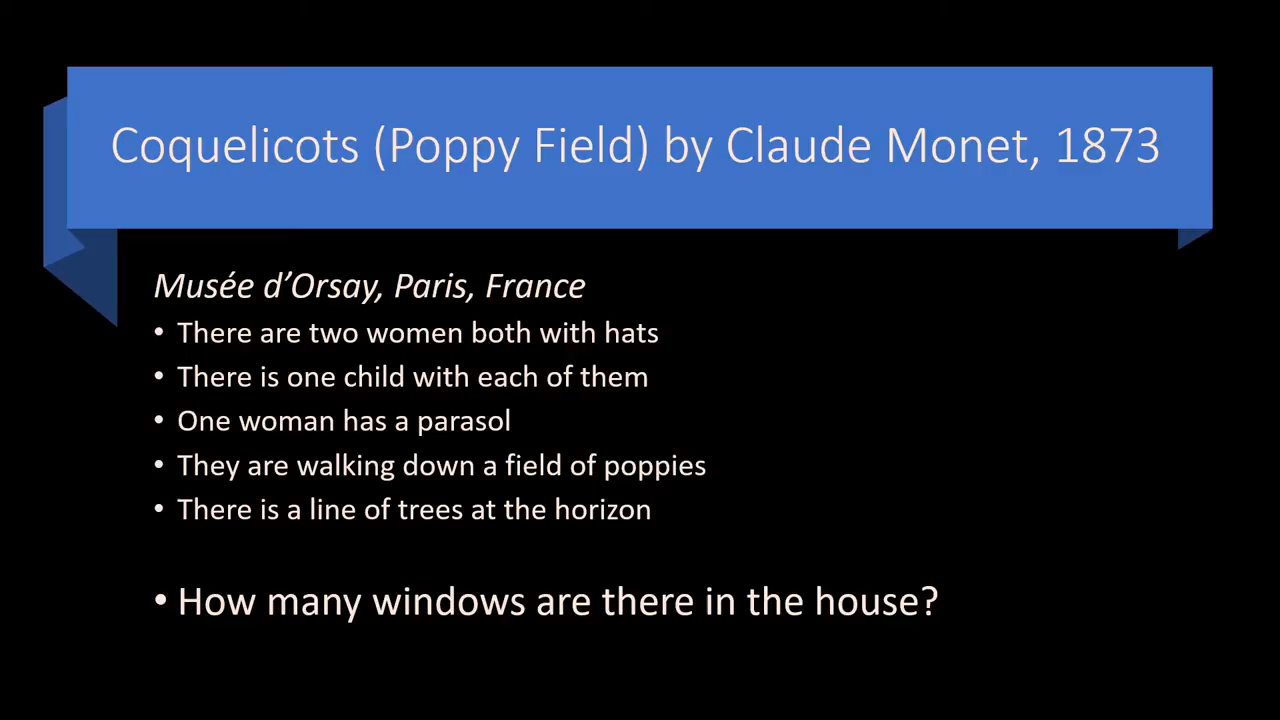 Coquelicots (Poppy Field) by Claude Monet, 1873
Musée d’Orsay, Paris, France
• There are two women both with hats
• There is one child with each of them
• One woman has a parasol
• They are walking down a field of poppies
• There is a line of trees at the horizon
• How many windows are there in the house?